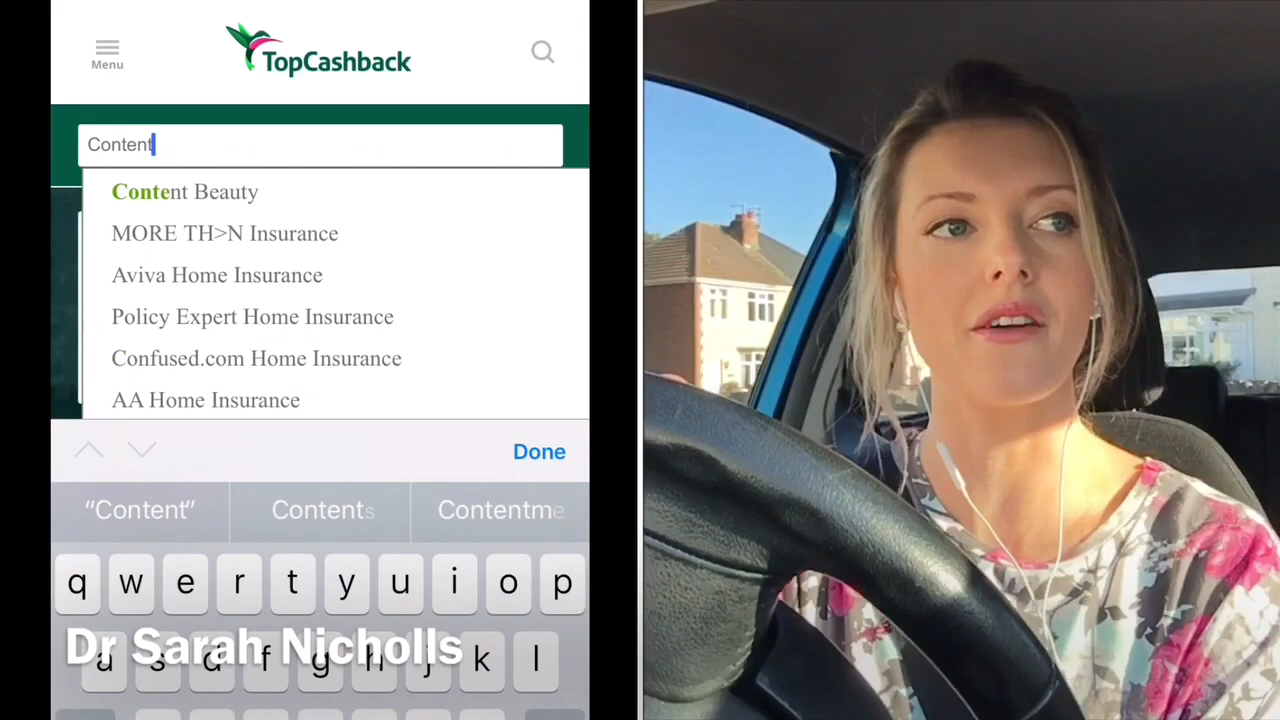 Menu
TopCashback
Content
Content Beauty
MORE TH>N Insurance
Aviva Home Insurance
Policy Expert Home Insurance
Confused.com Home Insurance
AA Home Insurance
Done
“Content” Contents Contentme
q w e r t y u i o p
a s d f g h j k l
Dr Sarah Nicholls